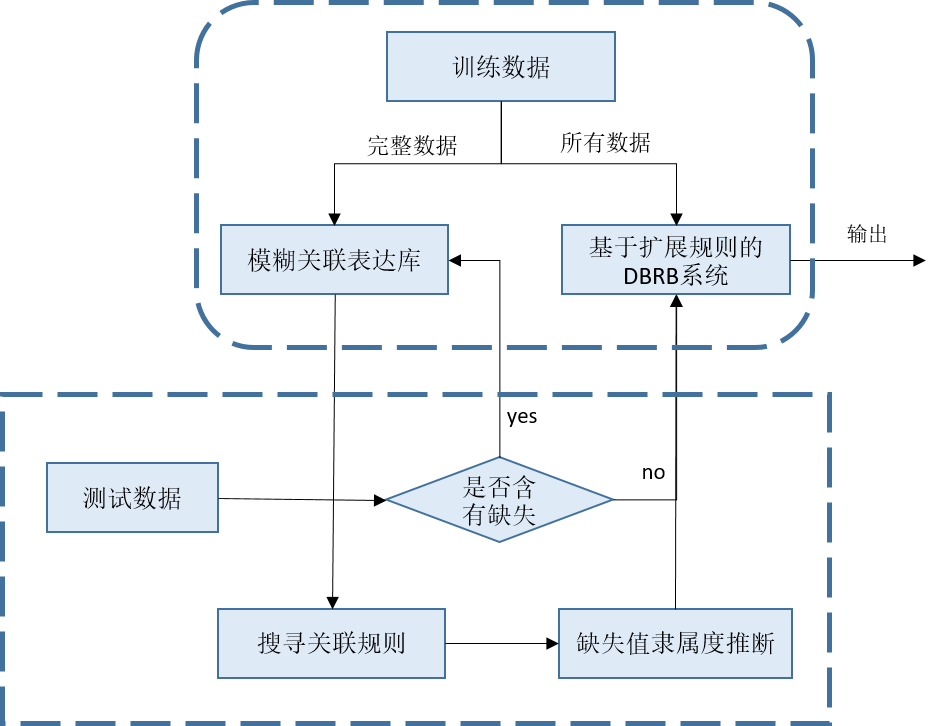 训练数据
完整数据
所有数据
模糊关联表达库
基于扩展规则的
DBRB系统
输出
yes
测试数据
是否含
有缺失
no
搜寻关联规则
缺失值隶属度推断